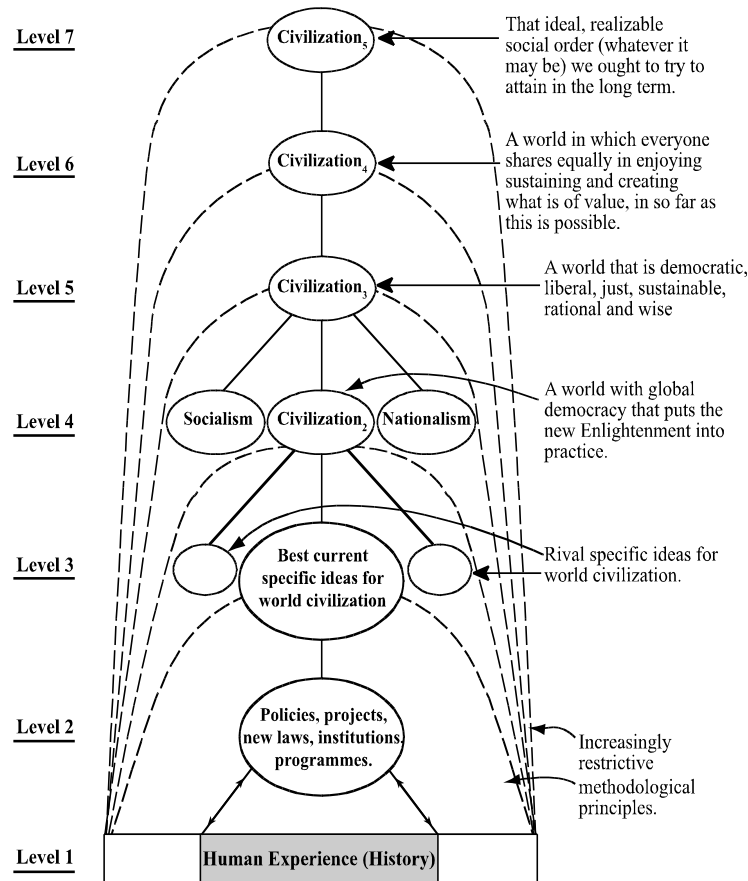 Level 7
Civilization5
That ideal, realizable
social order (whatever it
may be) we ought to try to
attain in the long term.
Level 6
Civilization4
A world in which everyone
shares equally in enjoying
sustaining and creating
what is of value, in so far as
this is possible.
Level 5
Civilization3
A world that is democratic,
liberal, just, sustainable,
rational and wise
Level 4
Socialism
Civilization2
Nationalism
A world with global
democracy that puts the
new Enlightenment into
practice.
Level 3
Best current
specific ideas for
world civilization
Rival specific ideas for
world civilization.
Level 2
Policies, projects,
new laws, institutions,
programmes.
Increasingly
restrictive
methodological
principles.
Level 1
Human Experience (History)